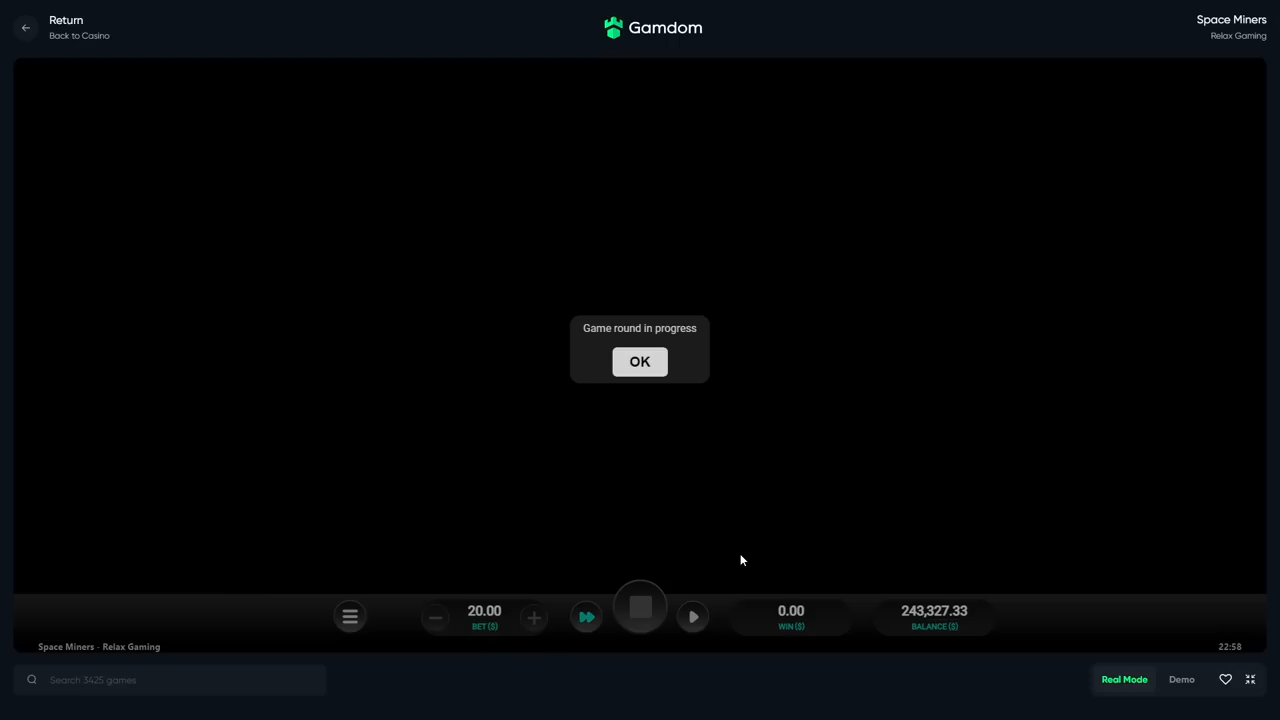 Return
Back to Casino
Gamdom
Space Miners
Relax Gaming
Game round in progress
OK
20.00
BET ($)
0.00
WIN ($)
243,327.33
BALANCE ($)
Space Miners - Relax Gaming
22:58
Search 3425 games
Real Mode
Demo